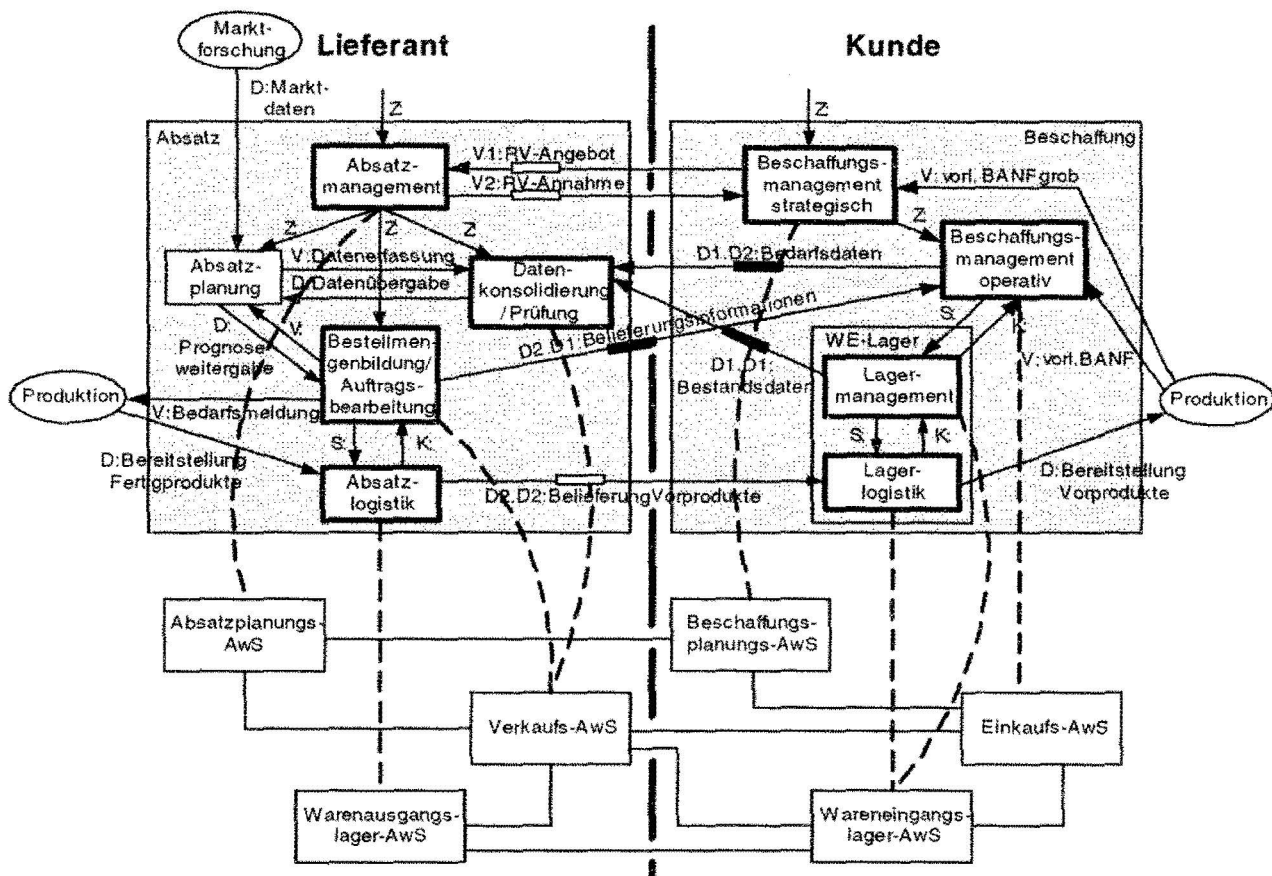 Markt-
forschung
Lieferant
Kunde
D:Markt-
daten
Z:
Z:
Absatz
Beschaffung
Absatz-
management
V1:RV-Angebot
V2:RV-Annahme
Beschaffungs-
management
strategisch
V: vorl. BANFgrob
Z:
Z:
Z:
Z:
Absatz-
planung
V:Datenerfassung
D:Datenübergabe
Daten-
konsolidierung
/Prüfung
D1.D2:Bedarfsdaten
Beschaffungs-
management
operativ
D:
Prognose-
weitergabe
V:
Bestellmen-
genbildung/
Auftrags-
bearbeitung
D2.D1:Belieferungsinformationen
D1.D1:
Bestandsdaten
WE-Lager
S:
K:
V:vorl.BANF
Lager-
management
Produktion
V:Bedarfsmeldung
Produktion
S:
K:
S:
K:
D:Bereitstellung
Fertigprodukte
Absatz-
logistik
D2.D2:BelieferungVorprodukte
Lager-
logistik
D:Bereitstellung
Vorprodukte
Absatzplanungs-
AwS
Beschaffungs-
planungs-AwS
Verkaufs-AwS
Einkaufs-AwS
Warenausgangs-
lager-AwS
Wareneingangs-
lager-AwS